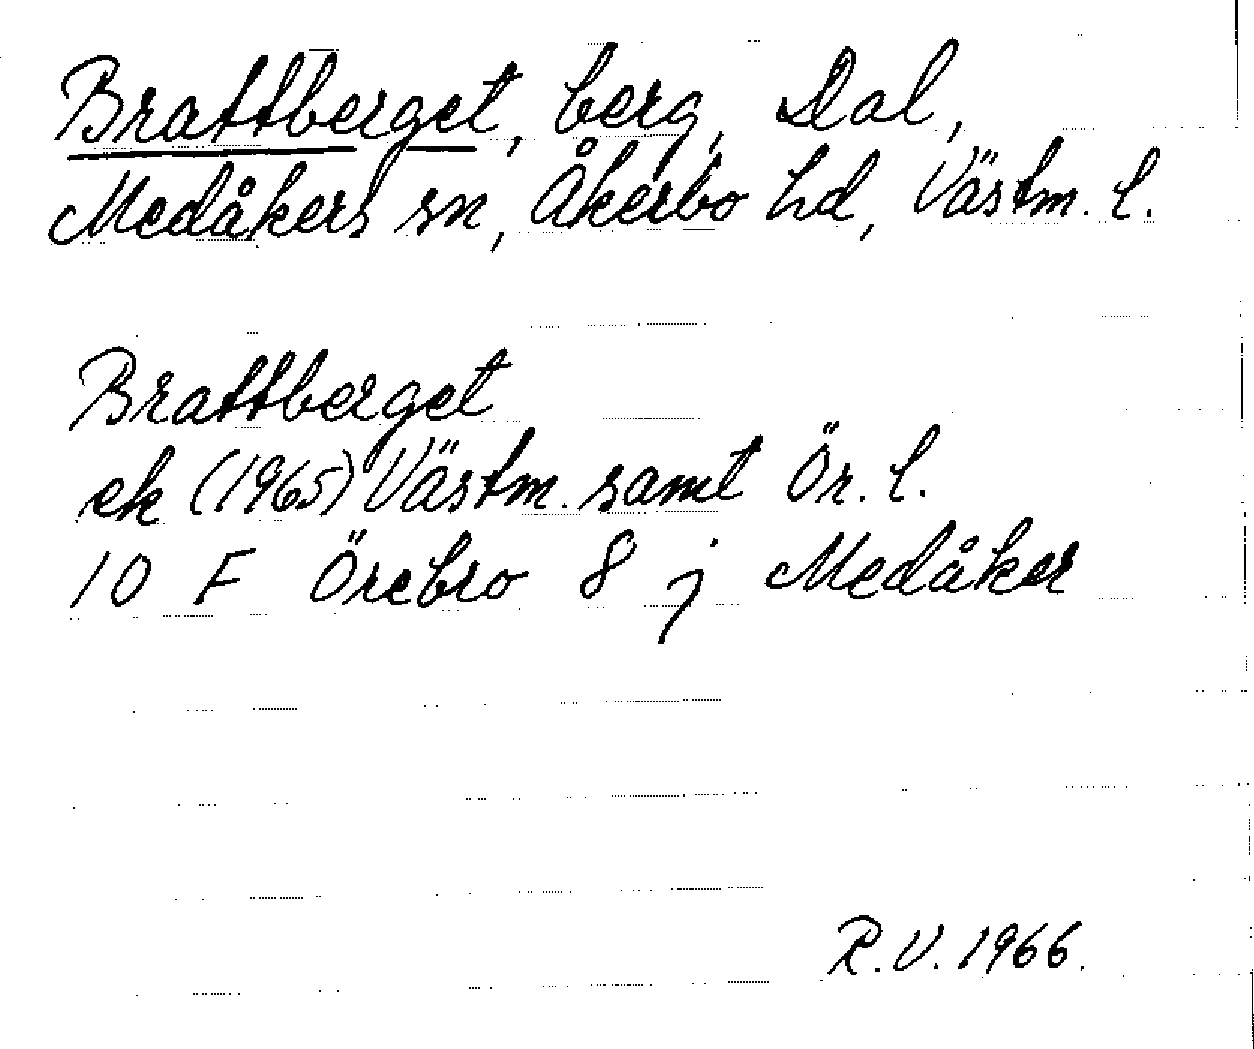 Brattberget, berg, Dal,
Medåkers sn, Åkerbo hd, Västm. l.
Brattberget
ek (1965) Västm. samt Ör. l.
10 F Örebro 8 j Medåker
R.V. 1966.